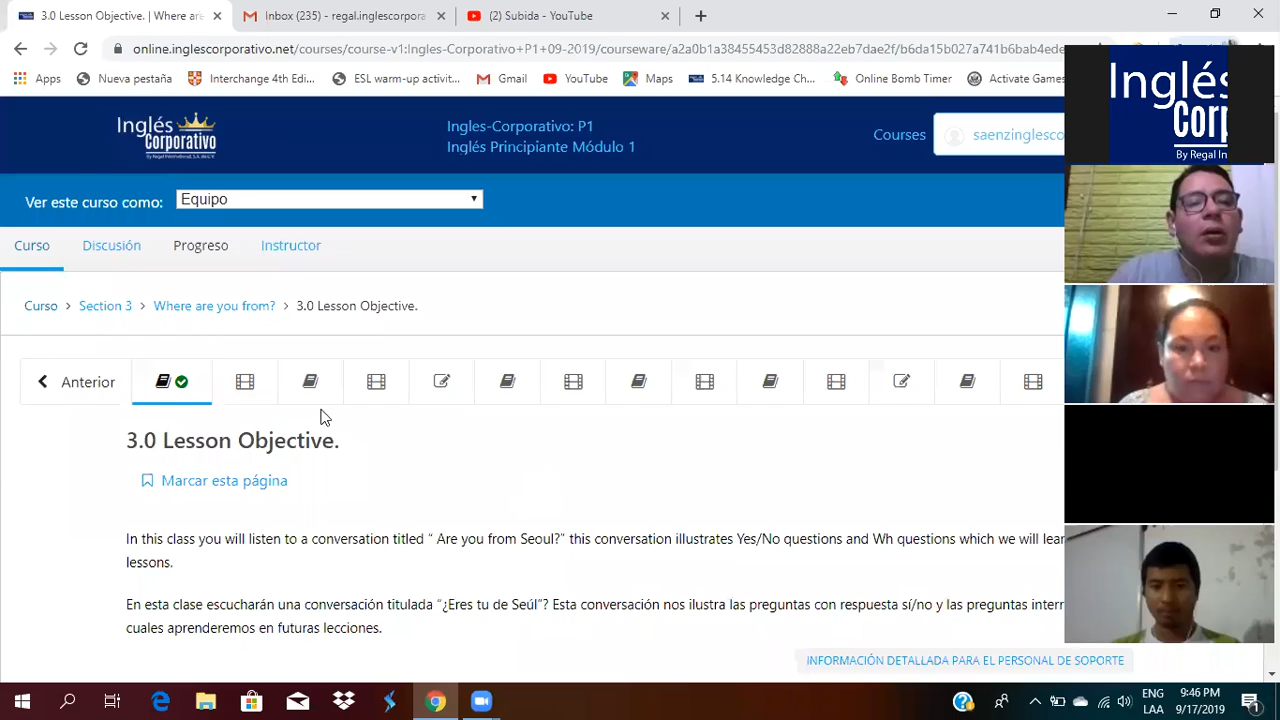 3.0 Lesson Objective. | Where are
Inbox (235) - regal.inglescorpora
(2) Subida - YouTube
online.inglescorporativo.net/courses/course-v1:Ingles-Corporativo+P1+09-2019/courseware/a2a0b1a38455453d82888a22eb7dae2f/b6da15b027a741b6bab4ede
Apps
Nueva pestaña
Interchange 4th Edi...
ESL warm-up activit...
Gmail
YouTube
Maps
5.14 Knowledge Ch...
Online Bomb Timer
Activate Games
Inglés
Corporativo
By Regal International, S.A. de C.V.
Ingles-Corporativo: P1
Inglés Principiante Módulo 1
Courses
saenzinglesco
Inglés
Corp
By Regal In
Ver este curso como:
Equipo
Curso
Discusión
Progreso
Instructor
Curso > Section 3 > Where are you from? > 3.0 Lesson Objective.
Anterior
3.0 Lesson Objective.
Marcar esta página
In this class you will listen to a conversation titled “ Are you from Seoul?” this conversation illustrates Yes/No questions and Wh questions which we will lear
lessons.
En esta clase escucharán una conversación titulada “¿Eres tu de Seúl”? Esta conversación nos ilustra las preguntas con respuesta sí/no y las preguntas interr
cuales aprenderemos en futuras lecciones.
INFORMACIÓN DETALLADA PARA EL PERSONAL DE SOPORTE
ENG
LAA
9:46 PM
9/17/2019
1